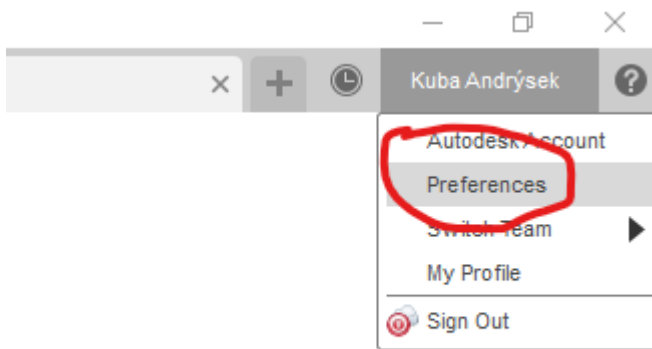 Kuba Andrýsek
Autodesk Account
Preferences
Switch Team
My Profile
Sign Out